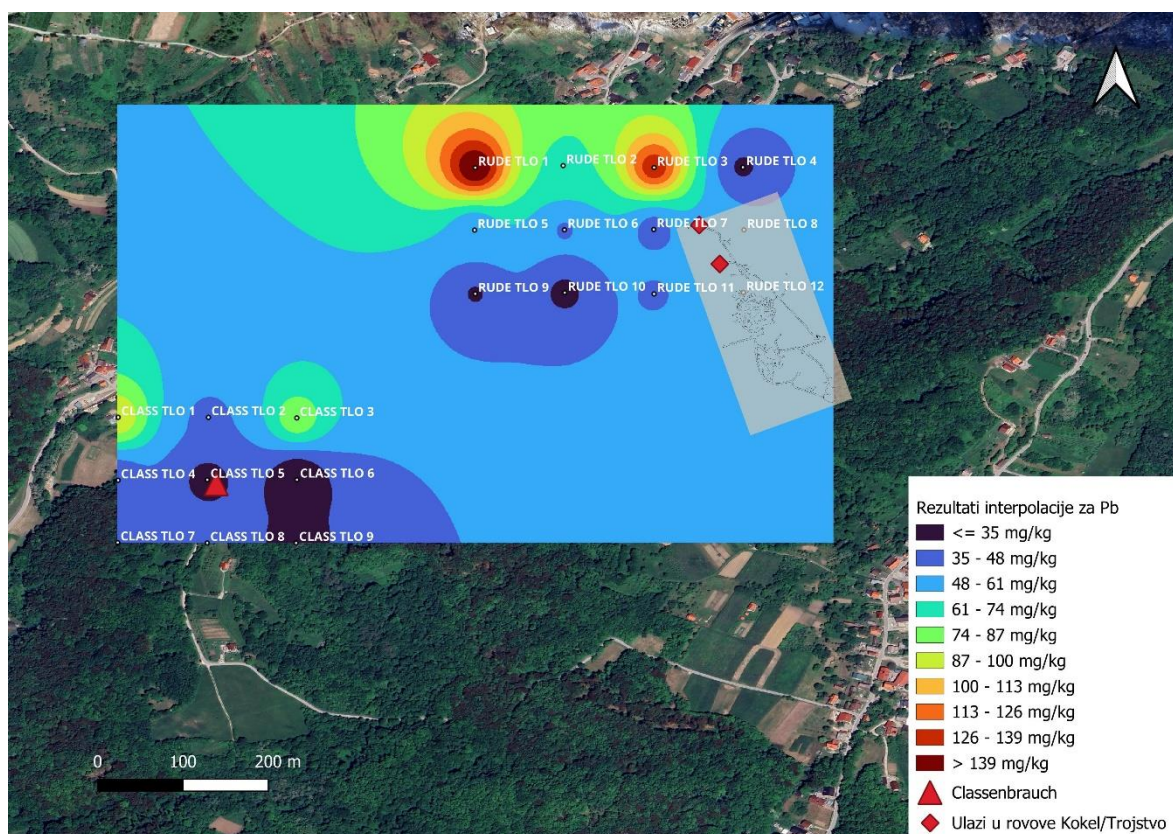 RUDE TLO 1
RUDE TLO 2
RUDE TLO 3
RUDE TLO 4
RUDE TLO 5
RUDE TLO 6
RUDE TLO 7
RUDE TLO 8
RUDE TLO 9
RUDE TLO 10
RUDE TLO 11
RUDE TLO 12
CLASS TLO 1
CLASS TLO 2
CLASS TLO 3
CLASS TLO 4
CLASS TLO 5
CLASS TLO 6
CLASS TLO 7
CLASS TLO 8
CLASS TLO 9
0 100 200 m
Rezultati interpolacije za Pb
<= 35 mg/kg
35 - 48 mg/kg
48 - 61 mg/kg
61 - 74 mg/kg
74 - 87 mg/kg
87 - 100 mg/kg
100 - 113 mg/kg
113 - 126 mg/kg
126 - 139 mg/kg
> 139 mg/kg
Classenbrauch
Ulazi u rovove Kokel/Trojstvo